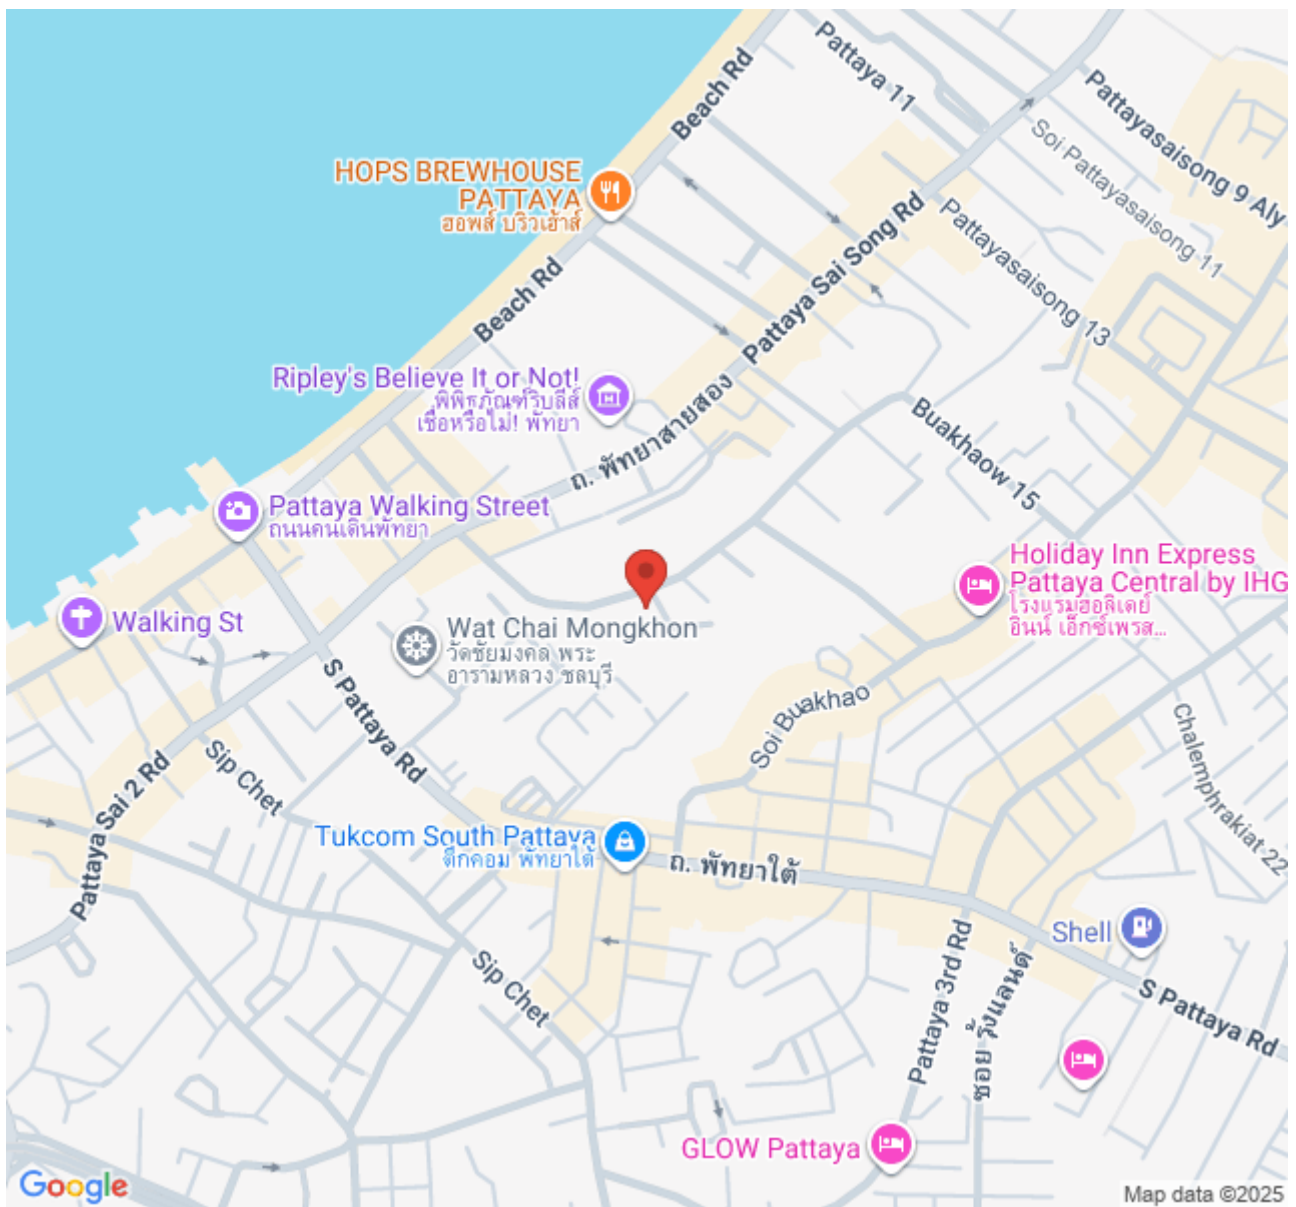 Pattaya 11
Beach Rd
Pattayasaisong 9 Aly
Soi Pattayasaisong 11
HOPS BREWHOUSE
PATTAYA
ฮอพส์ บริวเฮ้าส์
Pattayasaisong 13
Pattaya Sai Song Rd
Beach Rd
Ripley's Believe It or Not!
พิพิธภัณฑ์ริบลีส์
เชื่อหรือไม่! พัทยา
ถ. พัทยาสายสอง
Buakhaow 15
Pattaya Walking Street
ถนนคนเดินพัทยา
Holiday Inn Express
Pattaya Central by IHG
โรงแรมฮอลิเดย์
อินน์ เอ็กซ์เพรส...
Walking St
Wat Chai Mongkhon
วัดชัยมงคล พระ
อารามหลวง ชลบุรี
S Pattaya Rd
Soi Buakhao
Chalemphrakiat 22
Sip Chet
Pattaya Sai 2 Rd
Tukcom South Pattaya
ตึกคอม พัทยาใต้
ถ. พัทยาใต้
Shell
Sip Chet
Pattaya 3rd Rd
ซอย รุ้งแลนด์
S Pattaya Rd
GLOW Pattaya
Google
Map data ©2025